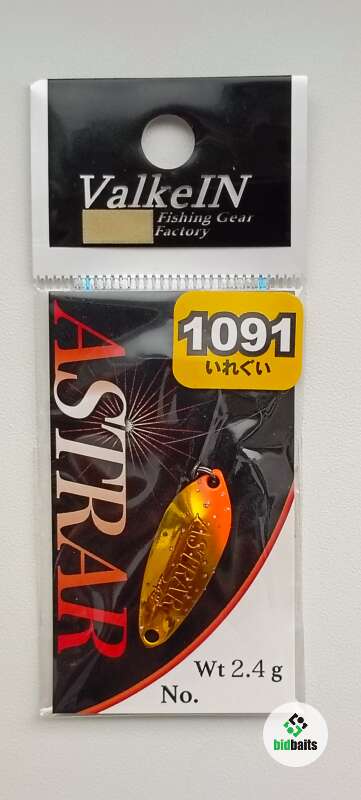 ValkeIN
Fishing Gear
Factory
1091
いれぐい
ASTRAR
ASTRAR
Wt 2.4 g
No.
bidbaits